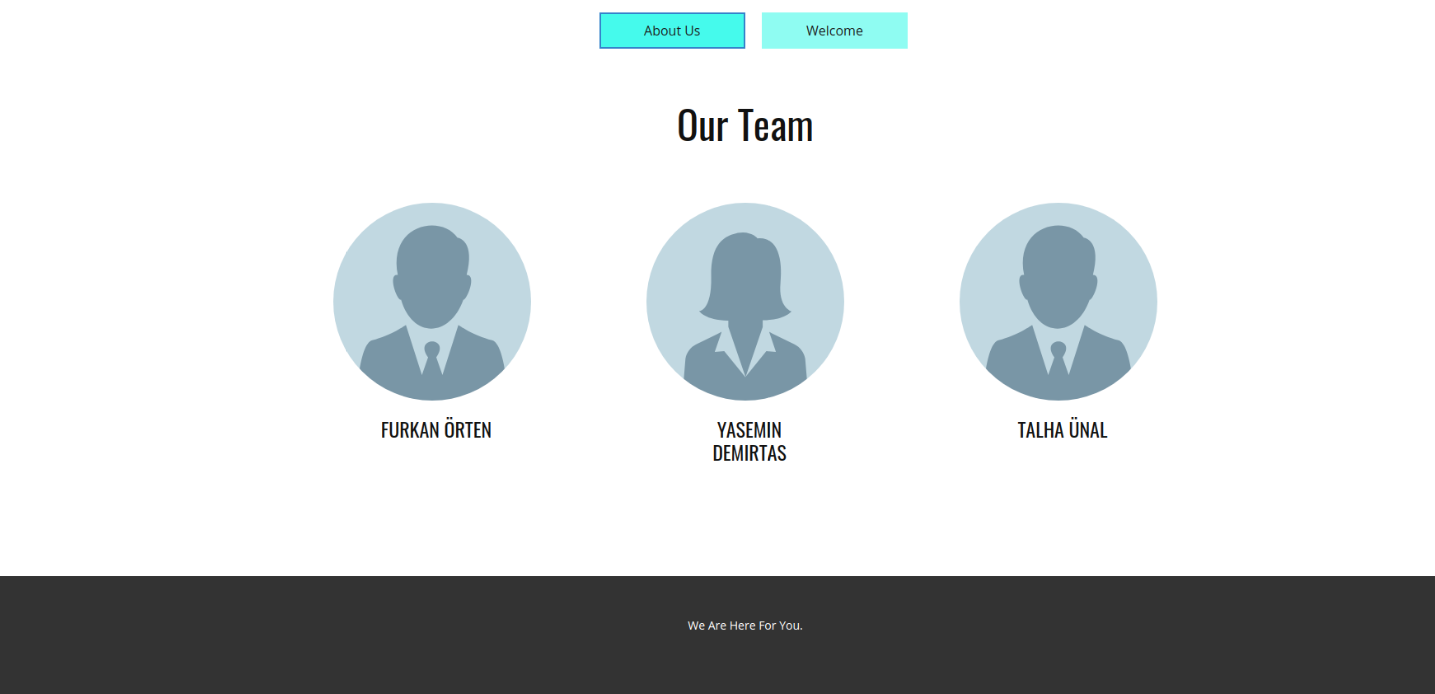 About Us
Welcome
Our Team
FURKAN ÖRTEN
YASEMIN
DEMIRTAS
TALHA ÜNAL
We Are Here For You.